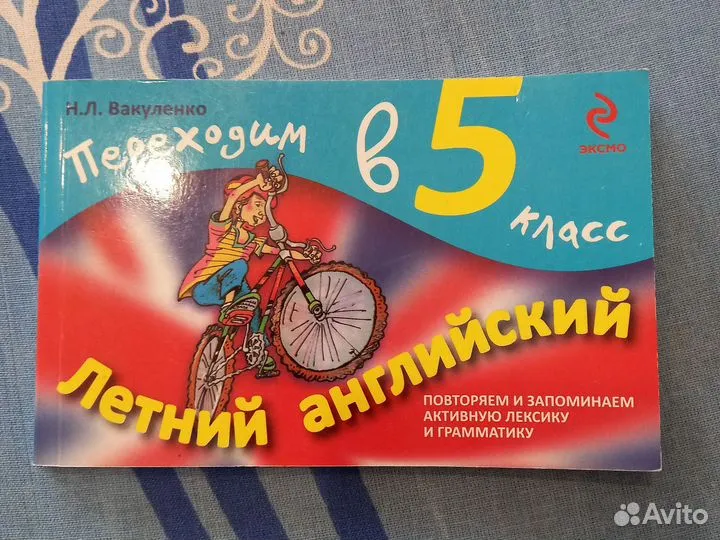 Н.Л. Вакуленко
Переходим
в 5
класс
ЭКСМО
Летний английский
ПОВТОРЯЕМ И ЗАПОМИНАЕМ
АКТИВНУЮ ЛЕКСИКУ
И ГРАММАТИКУ
Avito